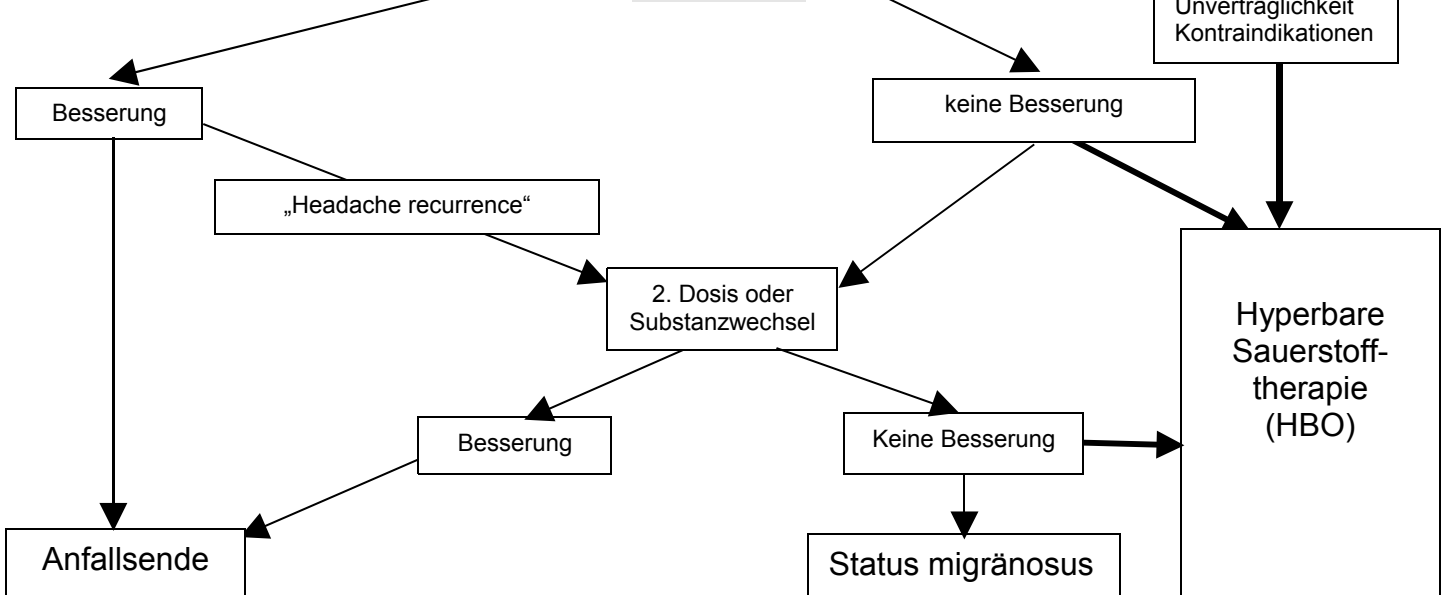 Unverträglichkeit
Kontraindikationen
Besserung
keine Besserung
„Headache recurrence“
2. Dosis oder
Substanzwechsel
Hyperbare
Sauerstoff-
therapie
(HBO)
Besserung
Keine Besserung
Anfallsende
Status migränosus